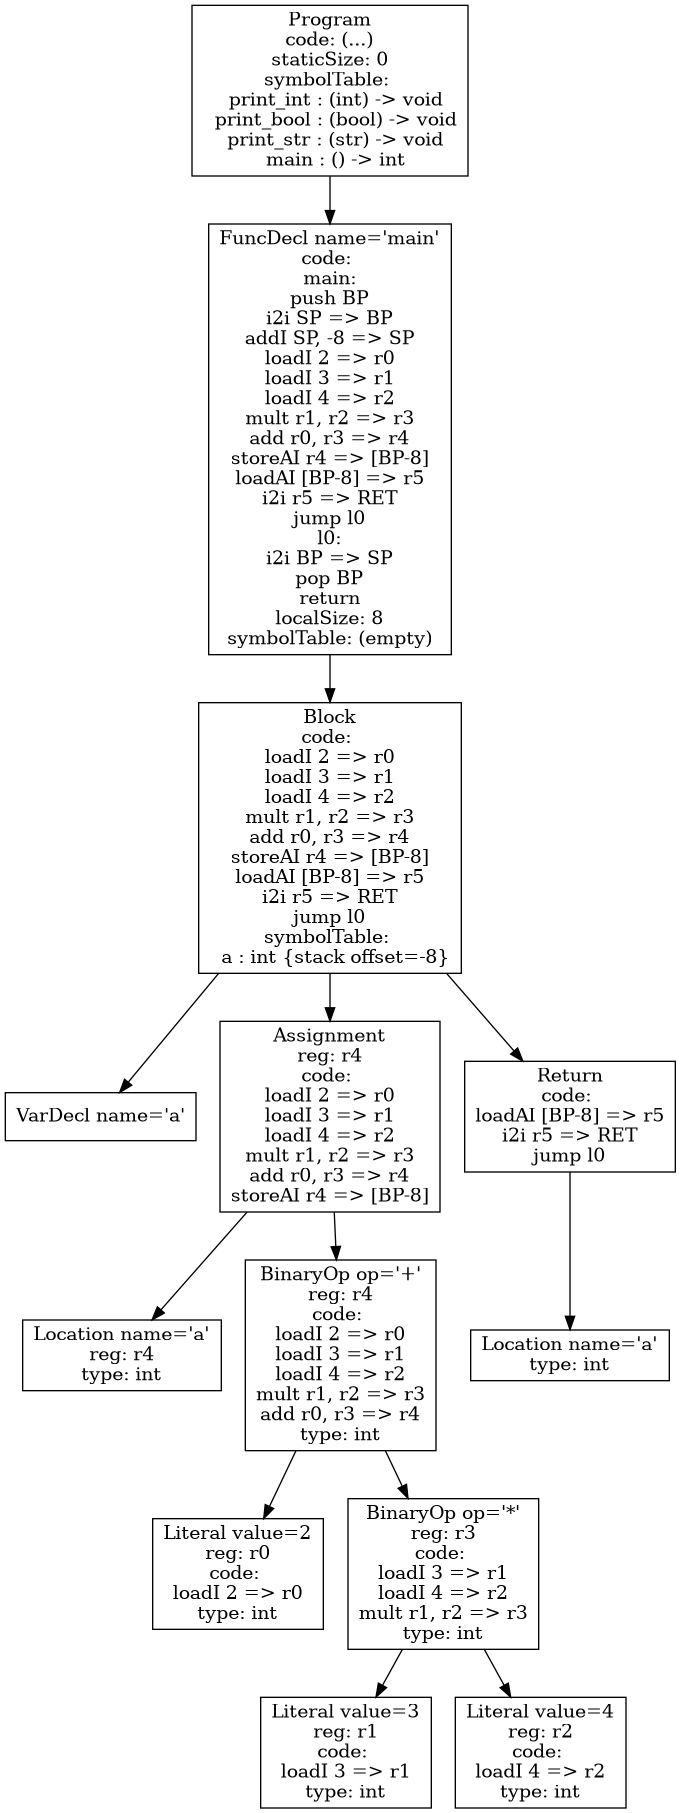 Program
code: (...)
staticSize: 0
symbolTable:
print_int : (int) -> void
print_bool : (bool) -> void
print_str : (str) -> void
main : () -> int
FuncDecl name='main'
code:
main:
push BP
i2i SP => BP
addI SP, -8 => SP
loadI 2 => r0
loadI 3 => r1
loadI 4 => r2
mult r1, r2 => r3
add r0, r3 => r4
storeAI r4 => [BP-8]
loadAI [BP-8] => r5
i2i r5 => RET
jump l0
l0:
i2i BP => SP
pop BP
return
localSize: 8
symbolTable: (empty)
Block
code:
loadI 2 => r0
loadI 3 => r1
loadI 4 => r2
mult r1, r2 => r3
add r0, r3 => r4
storeAI r4 => [BP-8]
loadAI [BP-8] => r5
i2i r5 => RET
jump l0
symbolTable:
a : int {stack offset=-8}
VarDecl name='a'
Assignment
reg: r4
code:
loadI 2 => r0
loadI 3 => r1
loadI 4 => r2
mult r1, r2 => r3
add r0, r3 => r4
storeAI r4 => [BP-8]
Return
code:
loadAI [BP-8] => r5
i2i r5 => RET
jump l0
Location name='a'
reg: r4
type: int
BinaryOp op='+'
reg: r4
code:
loadI 2 => r0
loadI 3 => r1
loadI 4 => r2
mult r1, r2 => r3
add r0, r3 => r4
type: int
Location name='a'
type: int
Literal value=2
reg: r0
code:
loadI 2 => r0
type: int
BinaryOp op='*'
reg: r3
code:
loadI 3 => r1
loadI 4 => r2
mult r1, r2 => r3
type: int
Literal value=3
reg: r1
code:
loadI 3 => r1
type: int
Literal value=4
reg: r2
code:
loadI 4 => r2
type: int